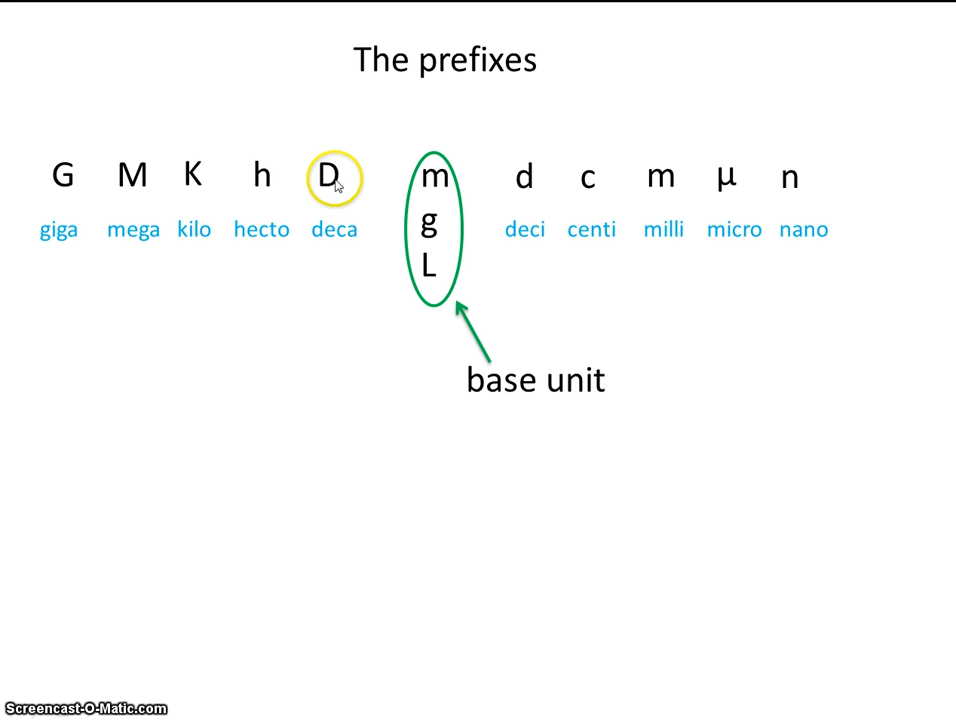 The prefixes
G M K h D m d c m µ n
giga mega kilo hecto deca g deci centi milli micro nano
L
base unit
Screencast-O-Matic.com